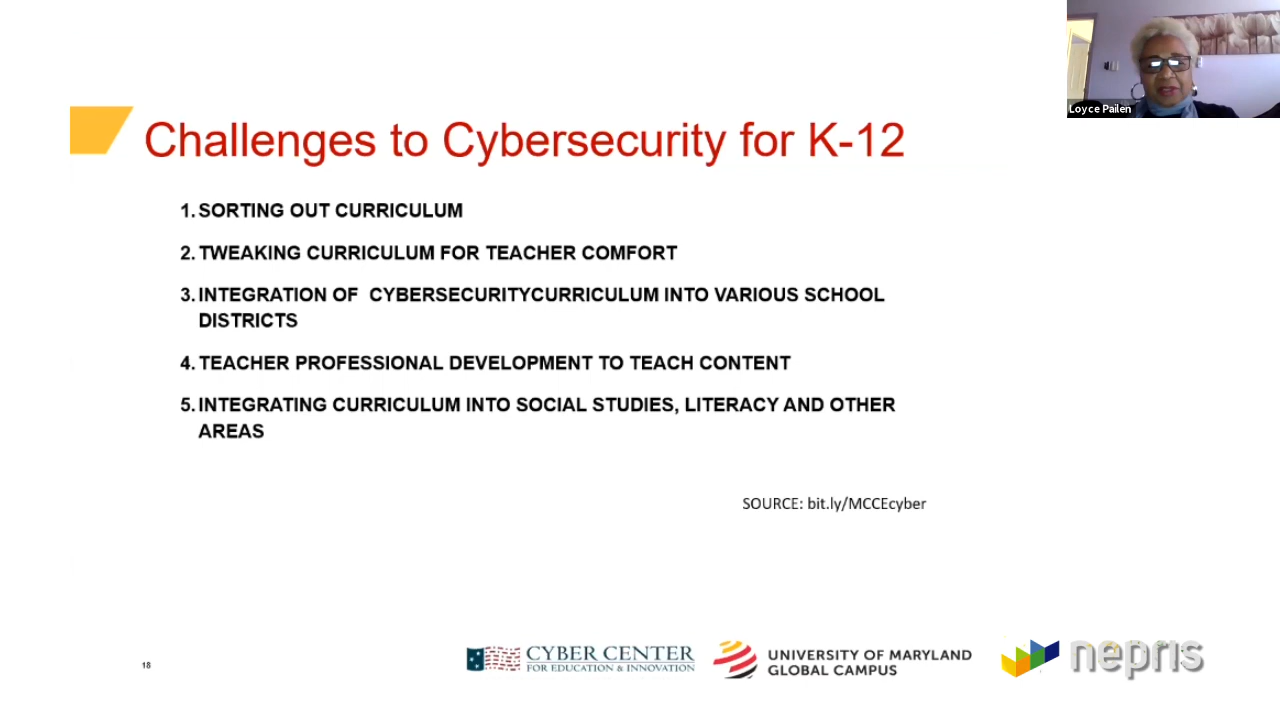 Loyce Pailen
Challenges to Cybersecurity for K-12
1. SORTING OUT CURRICULUM
2. TWEAKING CURRICULUM FOR TEACHER COMFORT
3. INTEGRATION OF CYBERSECURITYCURRICULUM INTO VARIOUS SCHOOL
DISTRICTS
4. TEACHER PROFESSIONAL DEVELOPMENT TO TEACH CONTENT
5. INTEGRATING CURRICULUM INTO SOCIAL STUDIES, LITERACY AND OTHER
AREAS
SOURCE: bit.ly/MCCEcyber
18
CYBER CENTER
FOR EDUCATION & INNOVATION
UNIVERSITY OF MARYLAND
GLOBAL CAMPUS
nepris